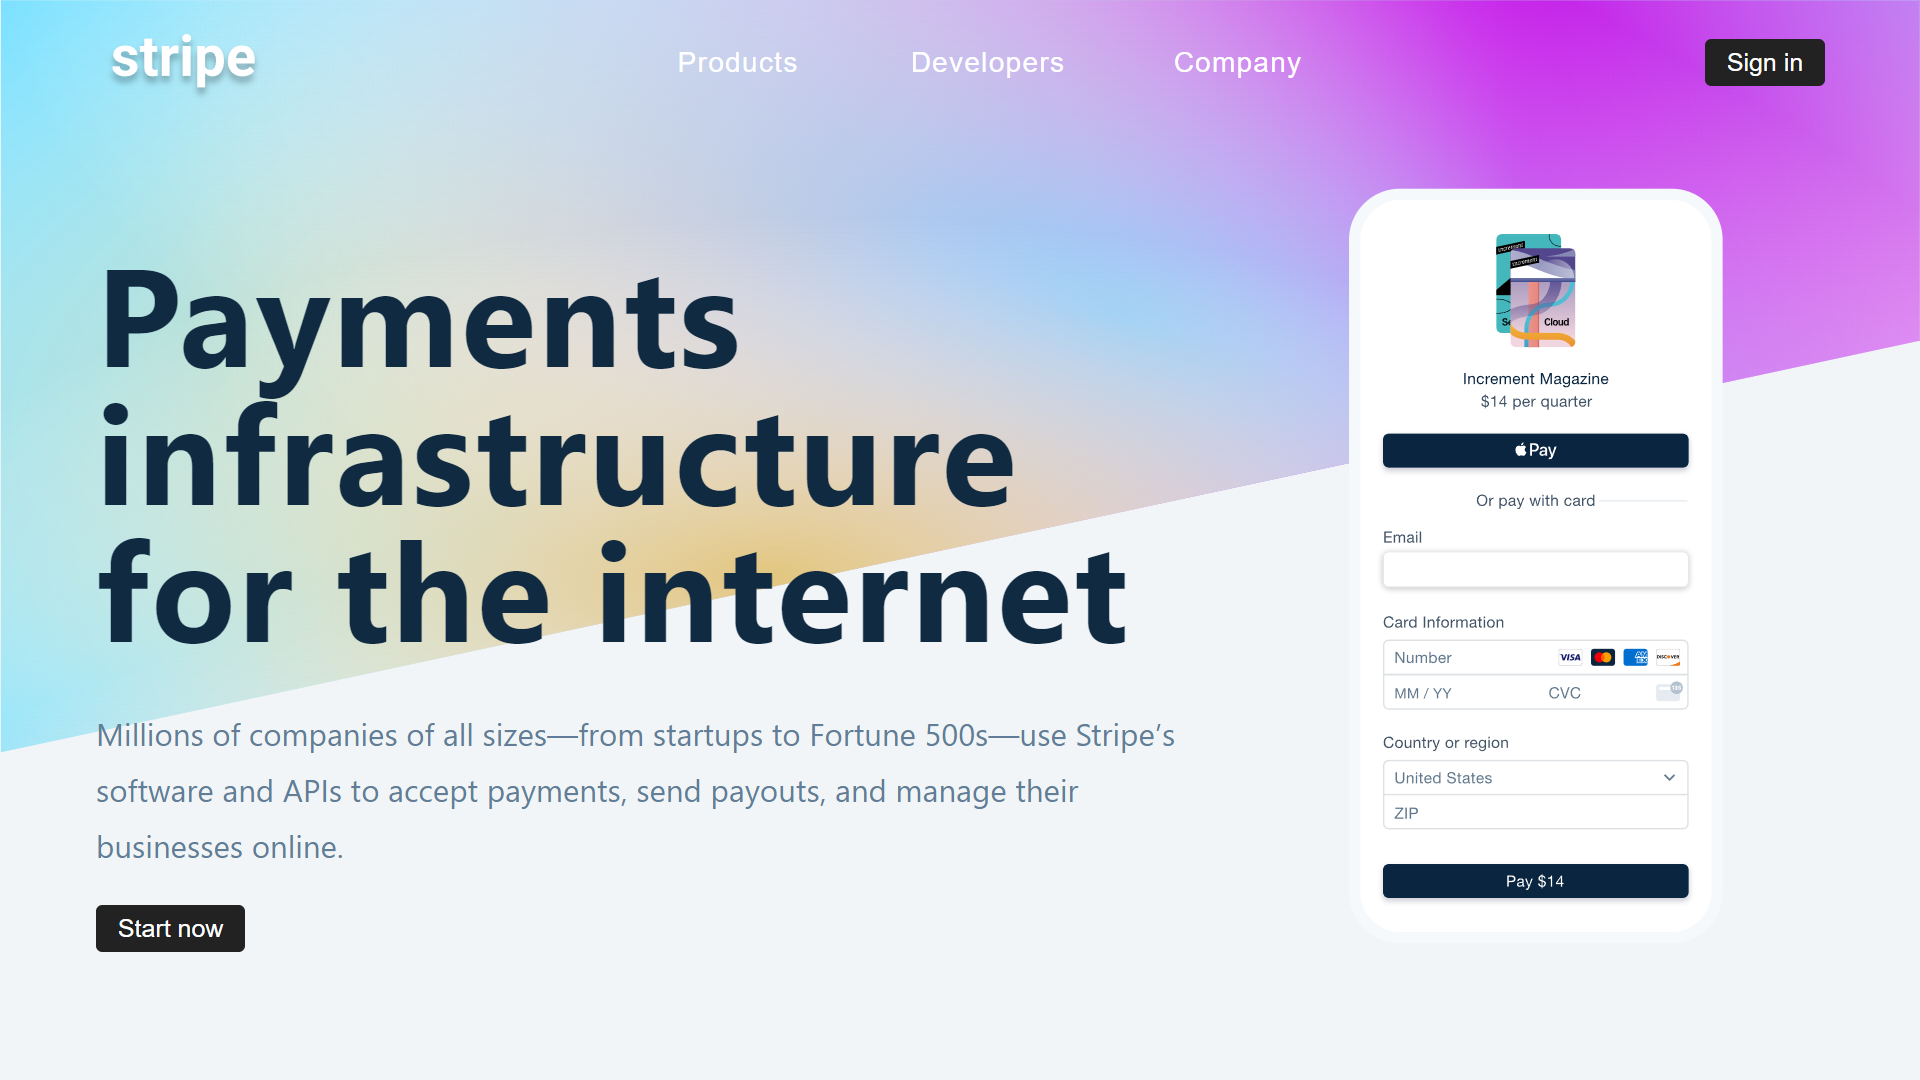 stripe
Products
Developers
Company
Sign in
Payments
infrastructure
for the internet
Millions of companies of all sizes—from startups to Fortune 500s—use Stripe’s
software and APIs to accept payments, send payouts, and manage their
businesses online.
Start now
Increment
Increment
Cloud
Increment Magazine
$14 per quarter
Pay
Or pay with card
Email
Card Information
Number
VISA
AMEX
DISCOVER
MM / YY
CVC
Country or region
United States
ZIP
Pay $14